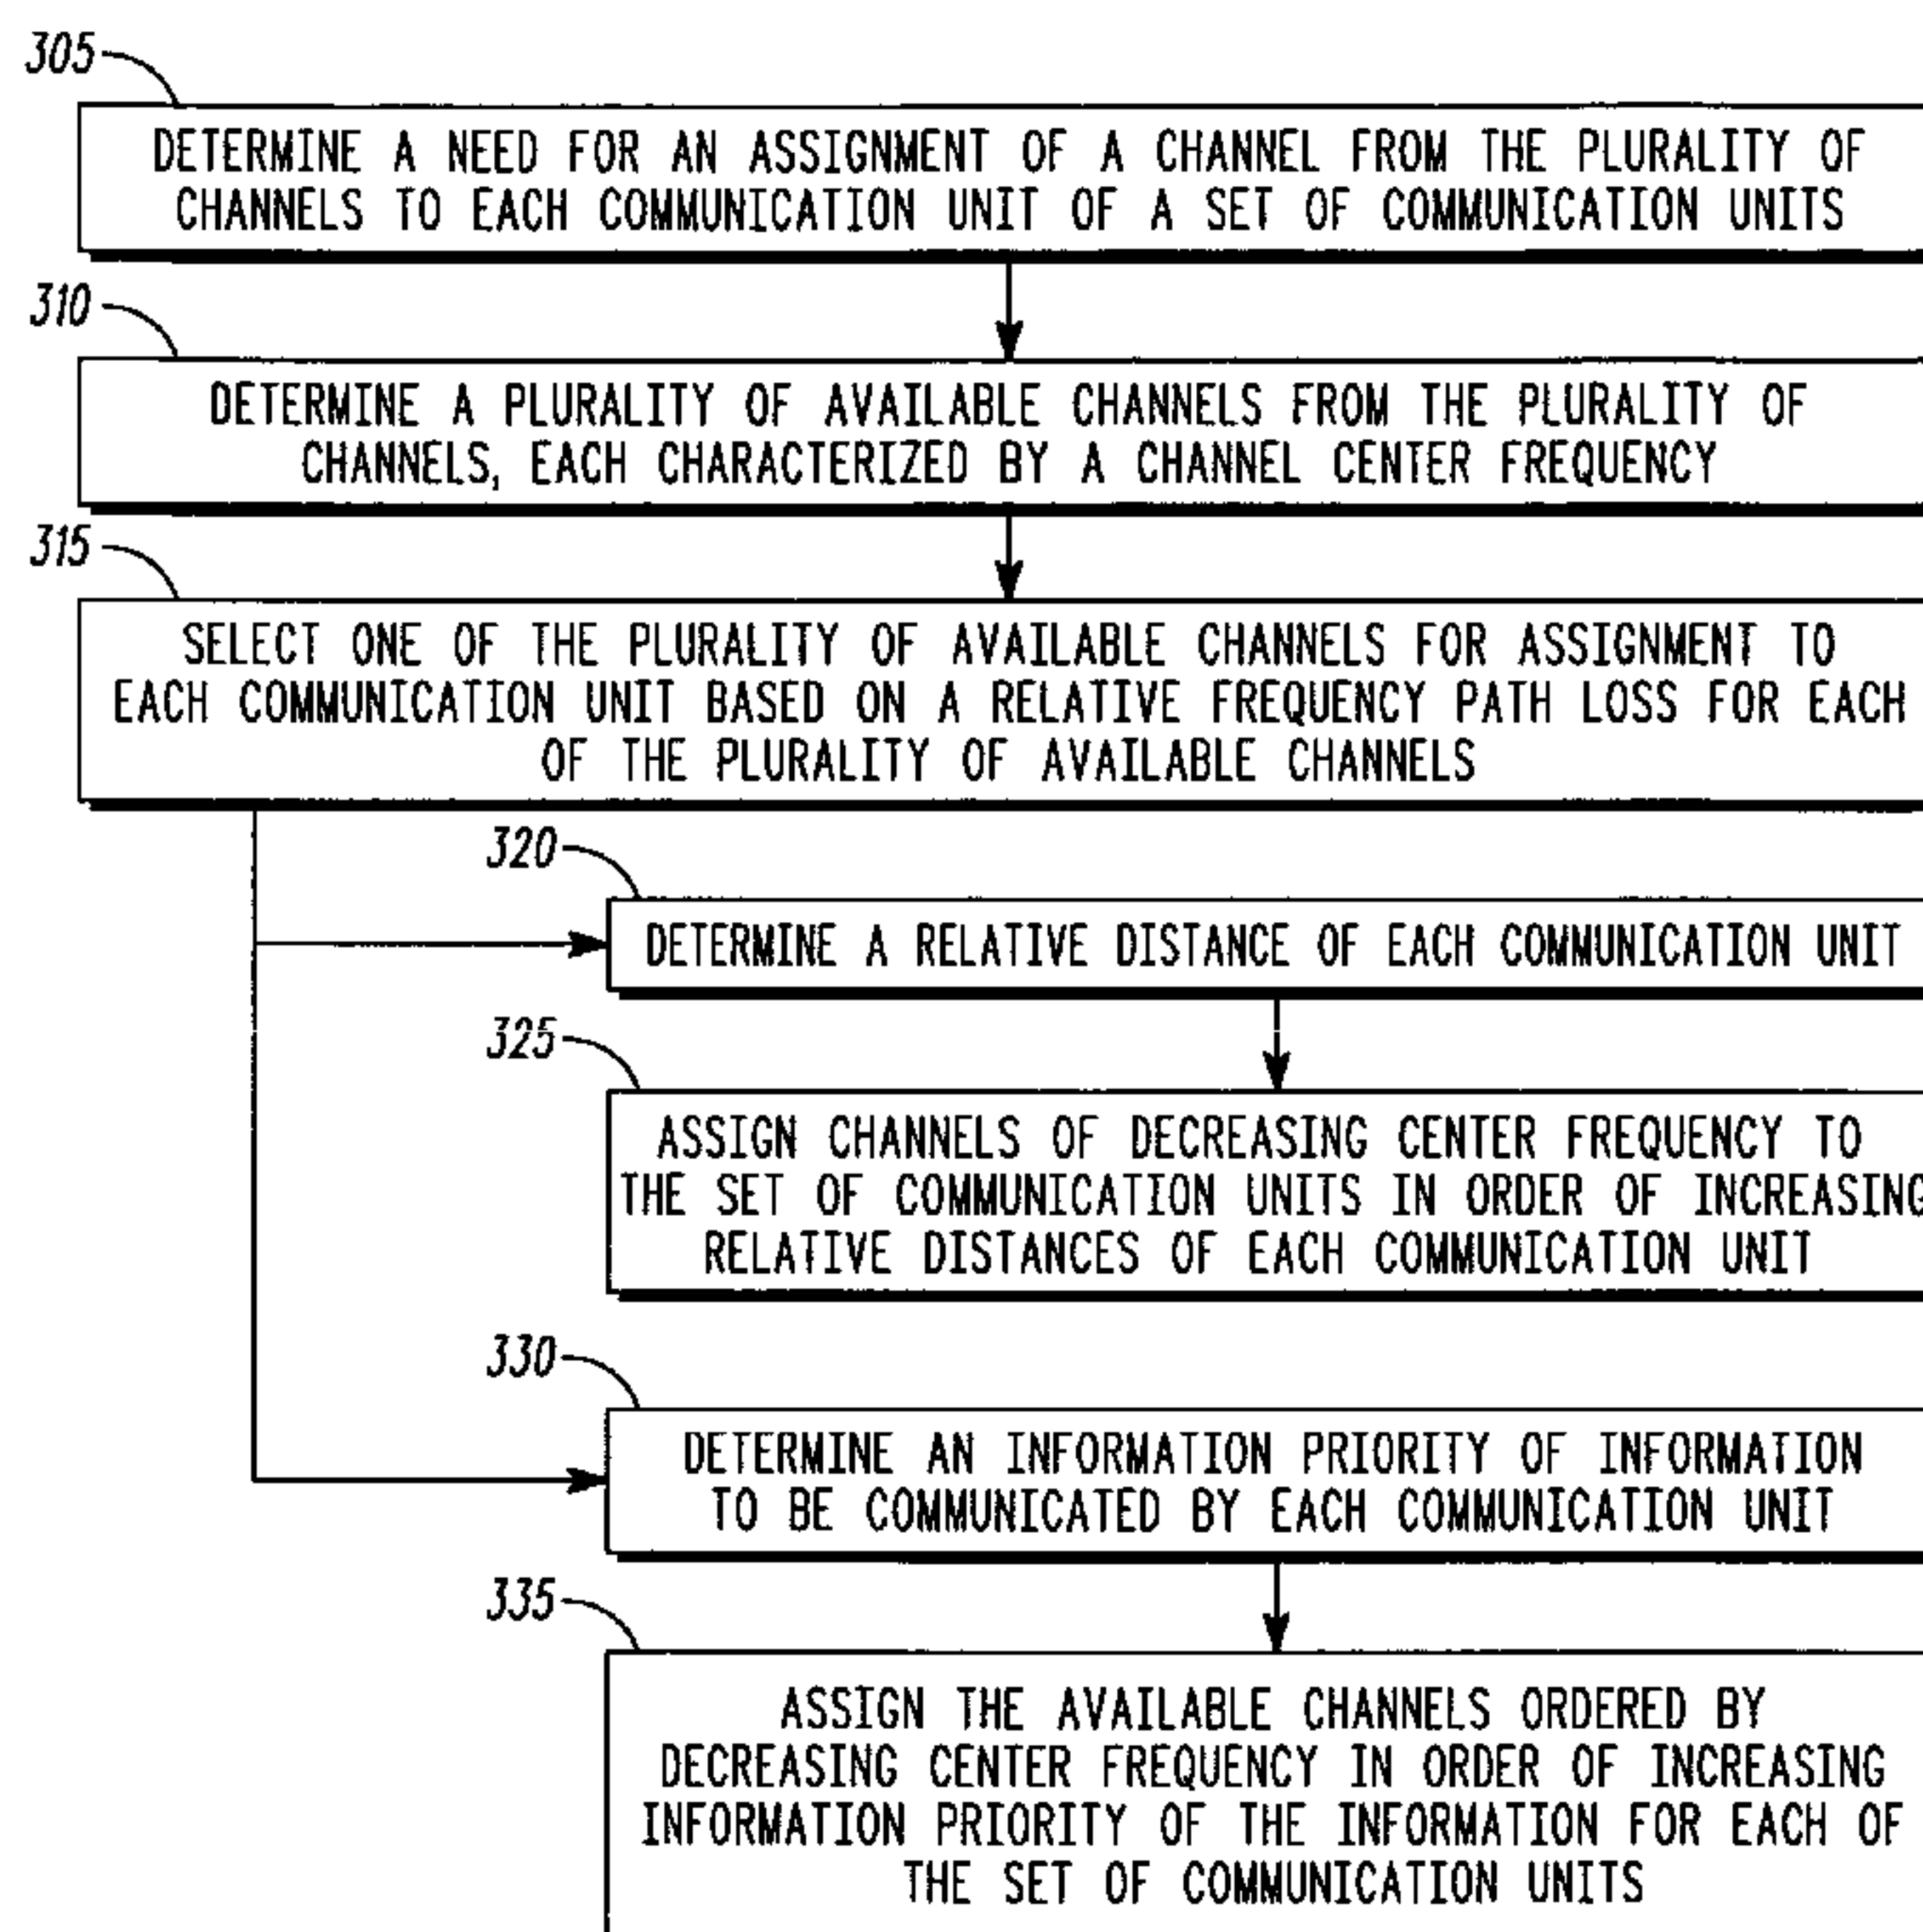 305
DETERMINE A NEED FOR AN ASSIGNMENT OF A CHANNEL FROM THE PLURALITY OF
CHANNELS TO EACH COMMUNICATION UNIT OF A SET OF COMMUNICATION UNITS
310
DETERMINE A PLURALITY OF AVAILABLE CHANNELS FROM THE PLURALITY OF
CHANNELS, EACH CHARACTERIZED BY A CHANNEL CENTER FREQUENCY
315
SELECT ONE OF THE PLURALITY OF AVAILABLE CHANNELS FOR ASSIGNMENT TO
EACH COMMUNICATION UNIT BASED ON A RELATIVE FREQUENCY PATH LOSS FOR EACH
OF THE PLURALITY OF AVAILABLE CHANNELS
320
DETERMINE A RELATIVE DISTANCE OF EACH COMMUNICATION UNIT
325
ASSIGN CHANNELS OF DECREASING CENTER FREQUENCY TO
THE SET OF COMMUNICATION UNITS IN ORDER OF INCREASING
RELATIVE DISTANCES OF EACH COMMUNICATION UNIT
330
DETERMINE AN INFORMATION PRIORITY OF INFORMATION
TO BE COMMUNICATED BY EACH COMMUNICATION UNIT
335
ASSIGN THE AVAILABLE CHANNELS ORDERED BY
DECREASING CENTER FREQUENCY IN ORDER OF INCREASING
INFORMATION PRIORITY OF THE INFORMATION FOR EACH OF
THE SET OF COMMUNICATION UNITS